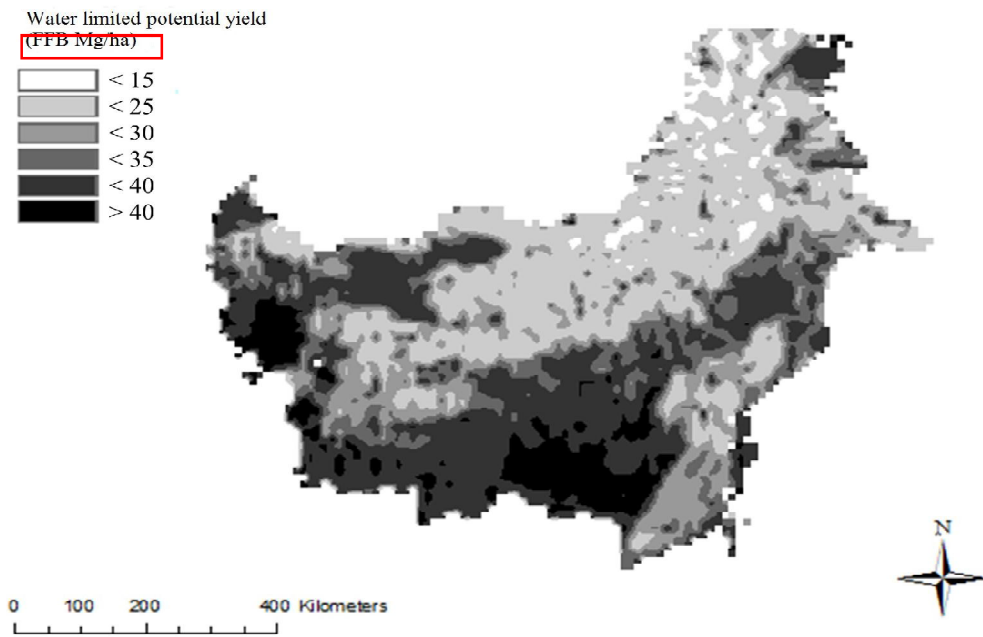 Water limited potential yield
(FFB Mg/ha)
< 15
< 25
< 30
< 35
< 40
> 40
N
0 100 200 400 Kilometers